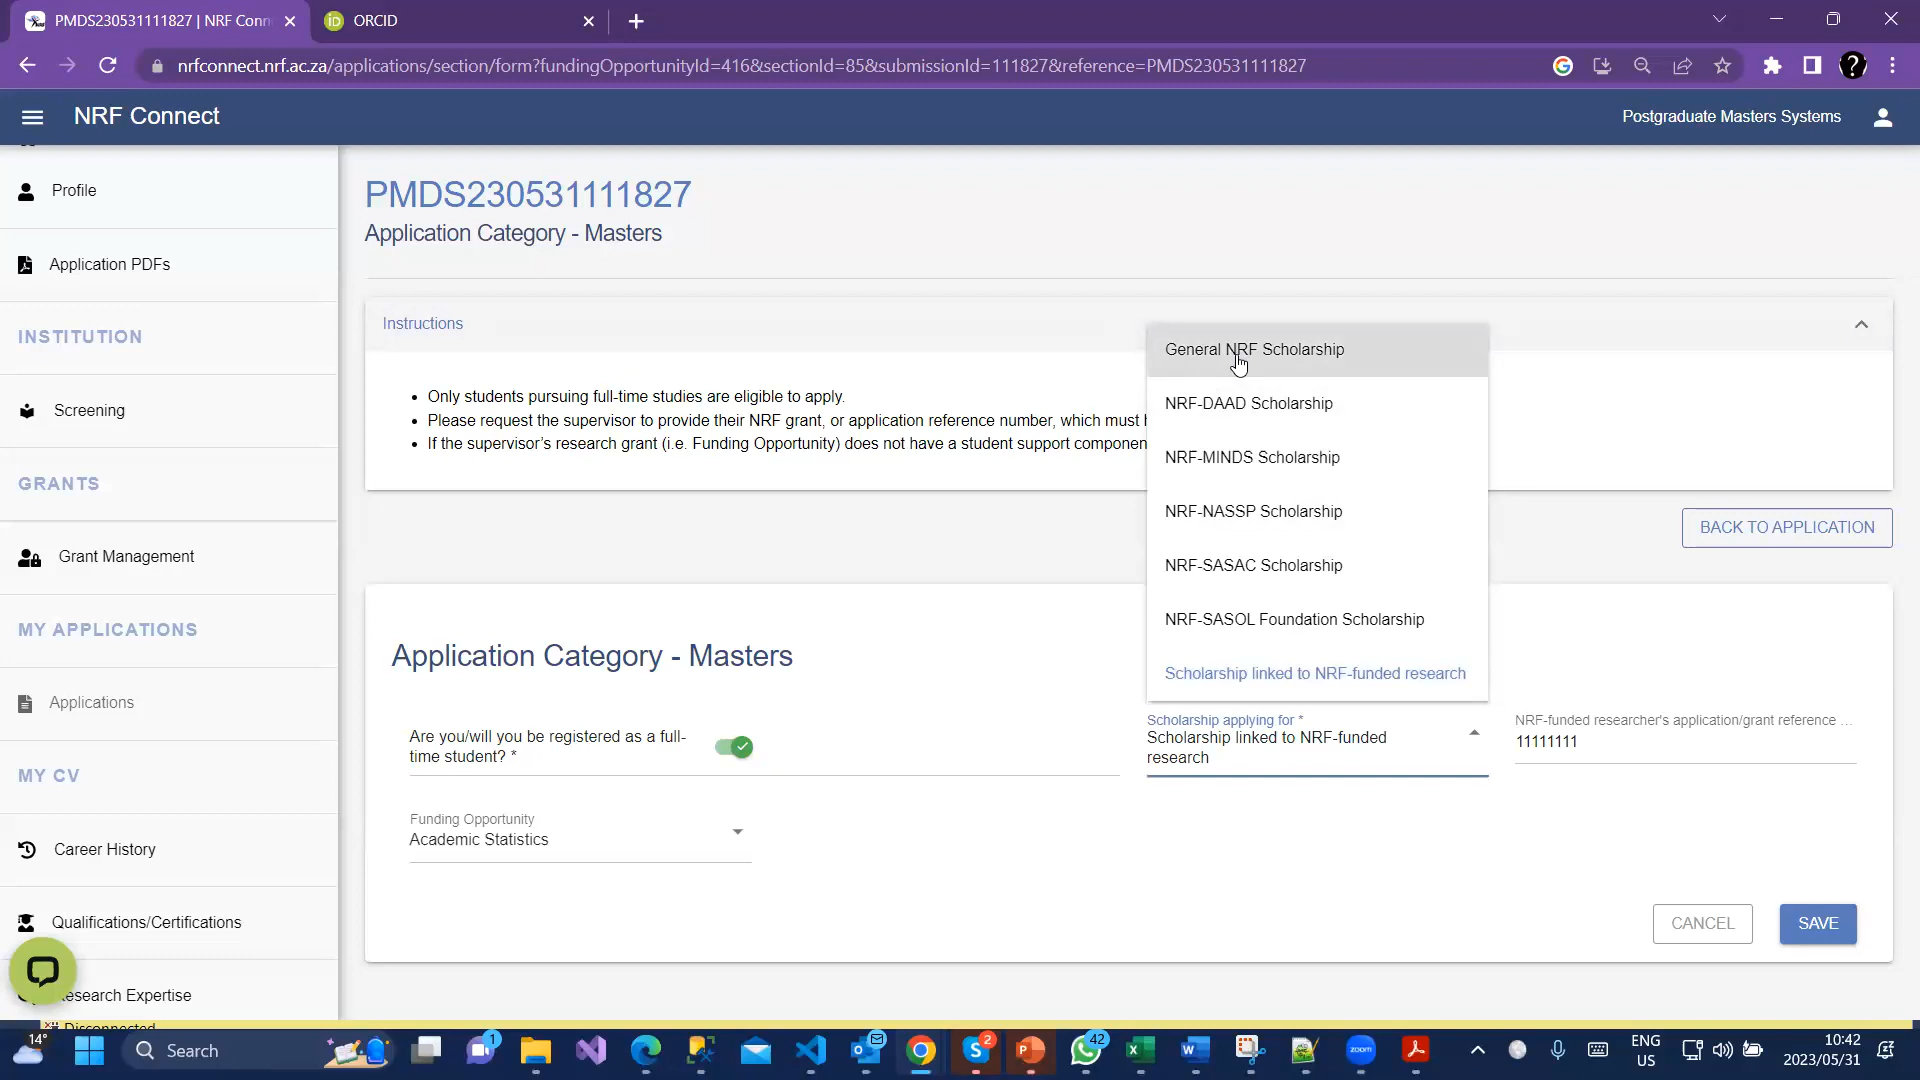 PMDS230531111827 | NRF Conn
ORCID
nrfconnect.nrf.ac.za/applications/section/form?fundingOpportunityId=416&sectionId=85&submissionId=111827&reference=PMDS230531111827
NRF Connect
Postgraduate Masters Systems
Profile
Application PDFs
INSTITUTION
Screening
GRANTS
Grant Management
MY APPLICATIONS
Applications
MY CV
Career History
Qualifications/Certifications
Research Expertise
Disconnected
PMDS230531111827
Application Category - Masters
Instructions
Only students pursuing full-time studies are eligible to apply.
Please request the supervisor to provide their NRF grant, or application reference number, which must
If the supervisor's research grant (i.e. Funding Opportunity) does not have a student support componen
General NRF Scholarship
NRF-DAAD Scholarship
NRF-MINDS Scholarship
NRF-NASSP Scholarship
NRF-SASAC Scholarship
NRF-SASOL Foundation Scholarship
Scholarship linked to NRF-funded research
BACK TO APPLICATION
Application Category - Masters
Are you/will you be registered as a full-
time student? *
Scholarship applying for *
Scholarship linked to NRF-funded
research
NRF-funded researcher's application/grant reference ...
11111111
Funding Opportunity
Academic Statistics
CANCEL
SAVE
14°
Search
1
2
42
zoom
ENG
US
10:42
2023/05/31